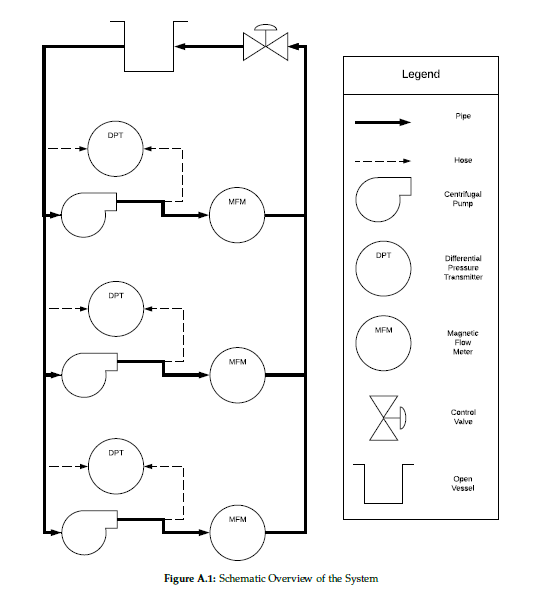 DPT
MFM
DPT
MFM
DPT
MFM
Legend
Pipe
Hose
Centrifugal
Pump
DPT
Differential
Pressure
Transmitter
MFM
Magnetic
Flow
Meter
Control
Valve
Open
Vessel
Figure A.1: Schematic Overview of the System